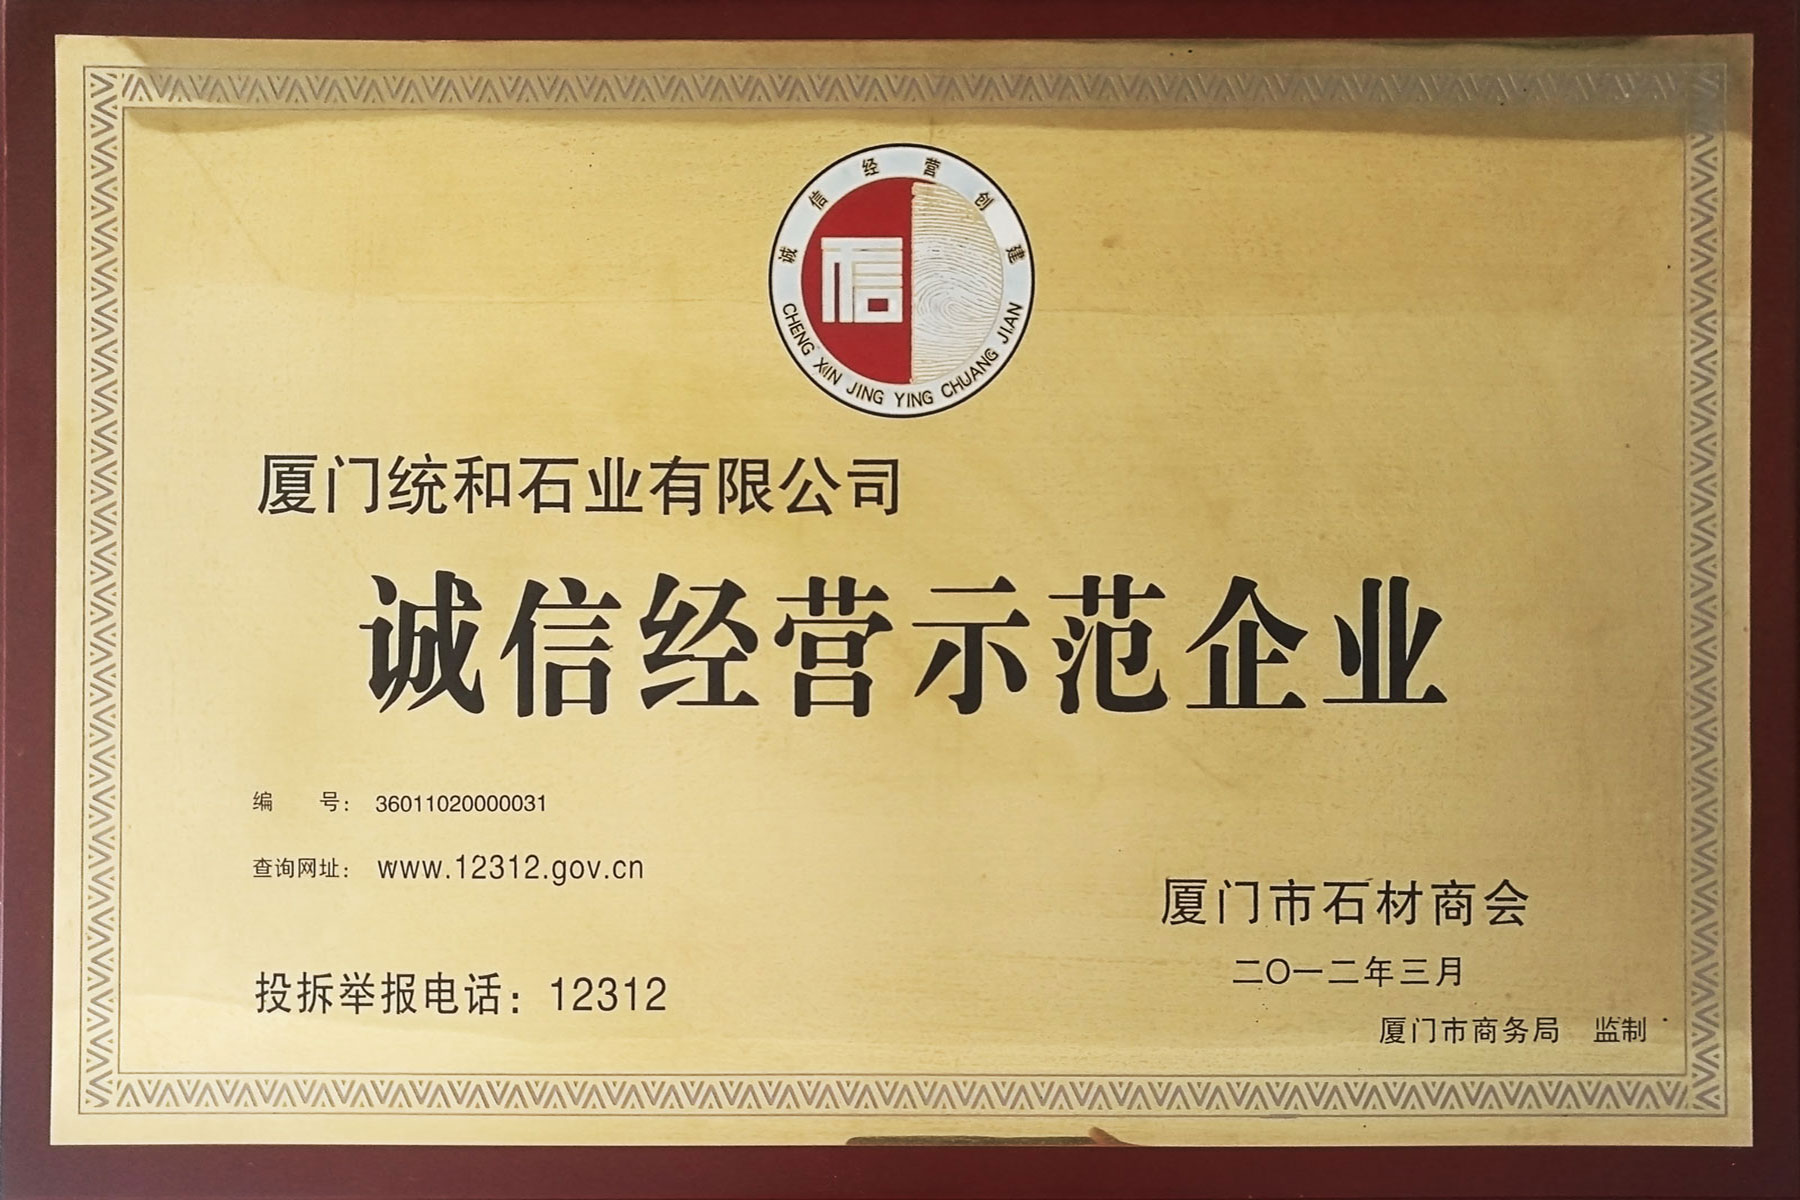 诚信经营创建
CHENG XIN JING YING CHUANG JIAN
信
厦门统和石业有限公司
诚信经营示范企业
编　　号： 36011020000031
查询网址： www.12312.gov.cn
投拆举报电话：12312
厦门市石材商会
二〇一二年三月
厦门市商务局　监制